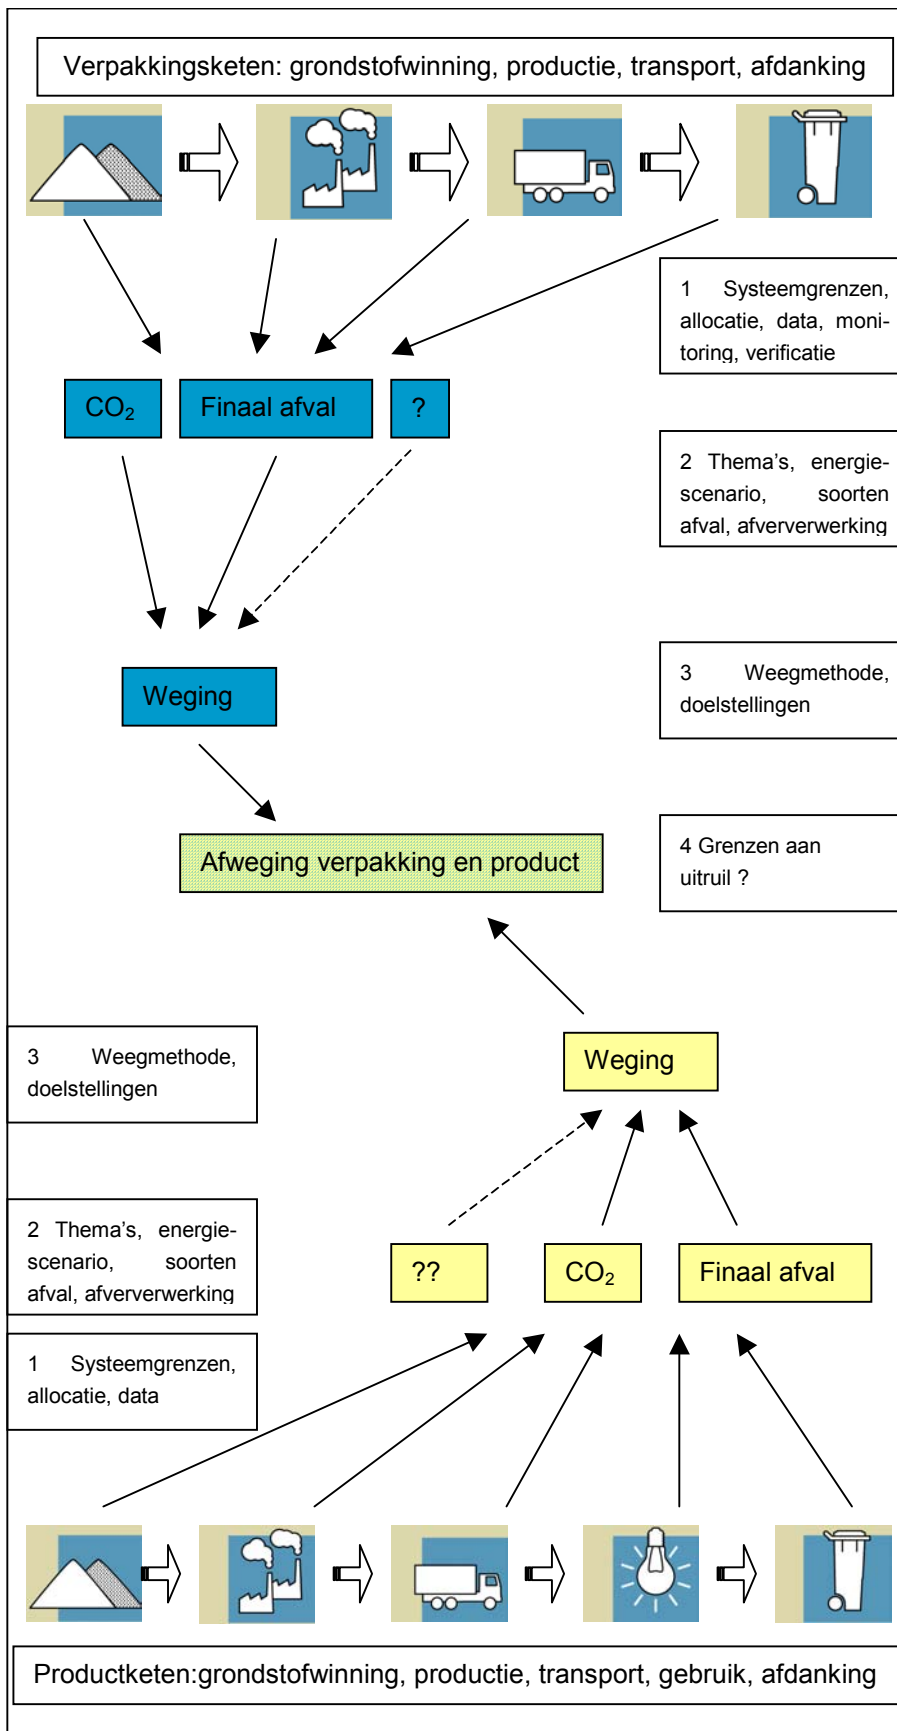 Verpakkingsketen: grondstofwinning, productie, transport, afdanking
1 Systeemgrenzen,
allocatie, data, moni-
toring, verificatie
CO₂ Finaal afval ?
2 Thema's, energie-
scenario, soorten
afval, afververwerking
Weging
3 Weegmethode,
doelstellingen
Afweging verpakking en product
4 Grenzen aan
uitruil ?
3 Weegmethode,
doelstellingen
Weging
2 Thema's, energie-
scenario, soorten
afval, afververwerking
?? CO₂ Finaal afval
1 Systeemgrenzen,
allocatie, data
Productketen:grondstofwinning, productie, transport, gebruik, afdanking